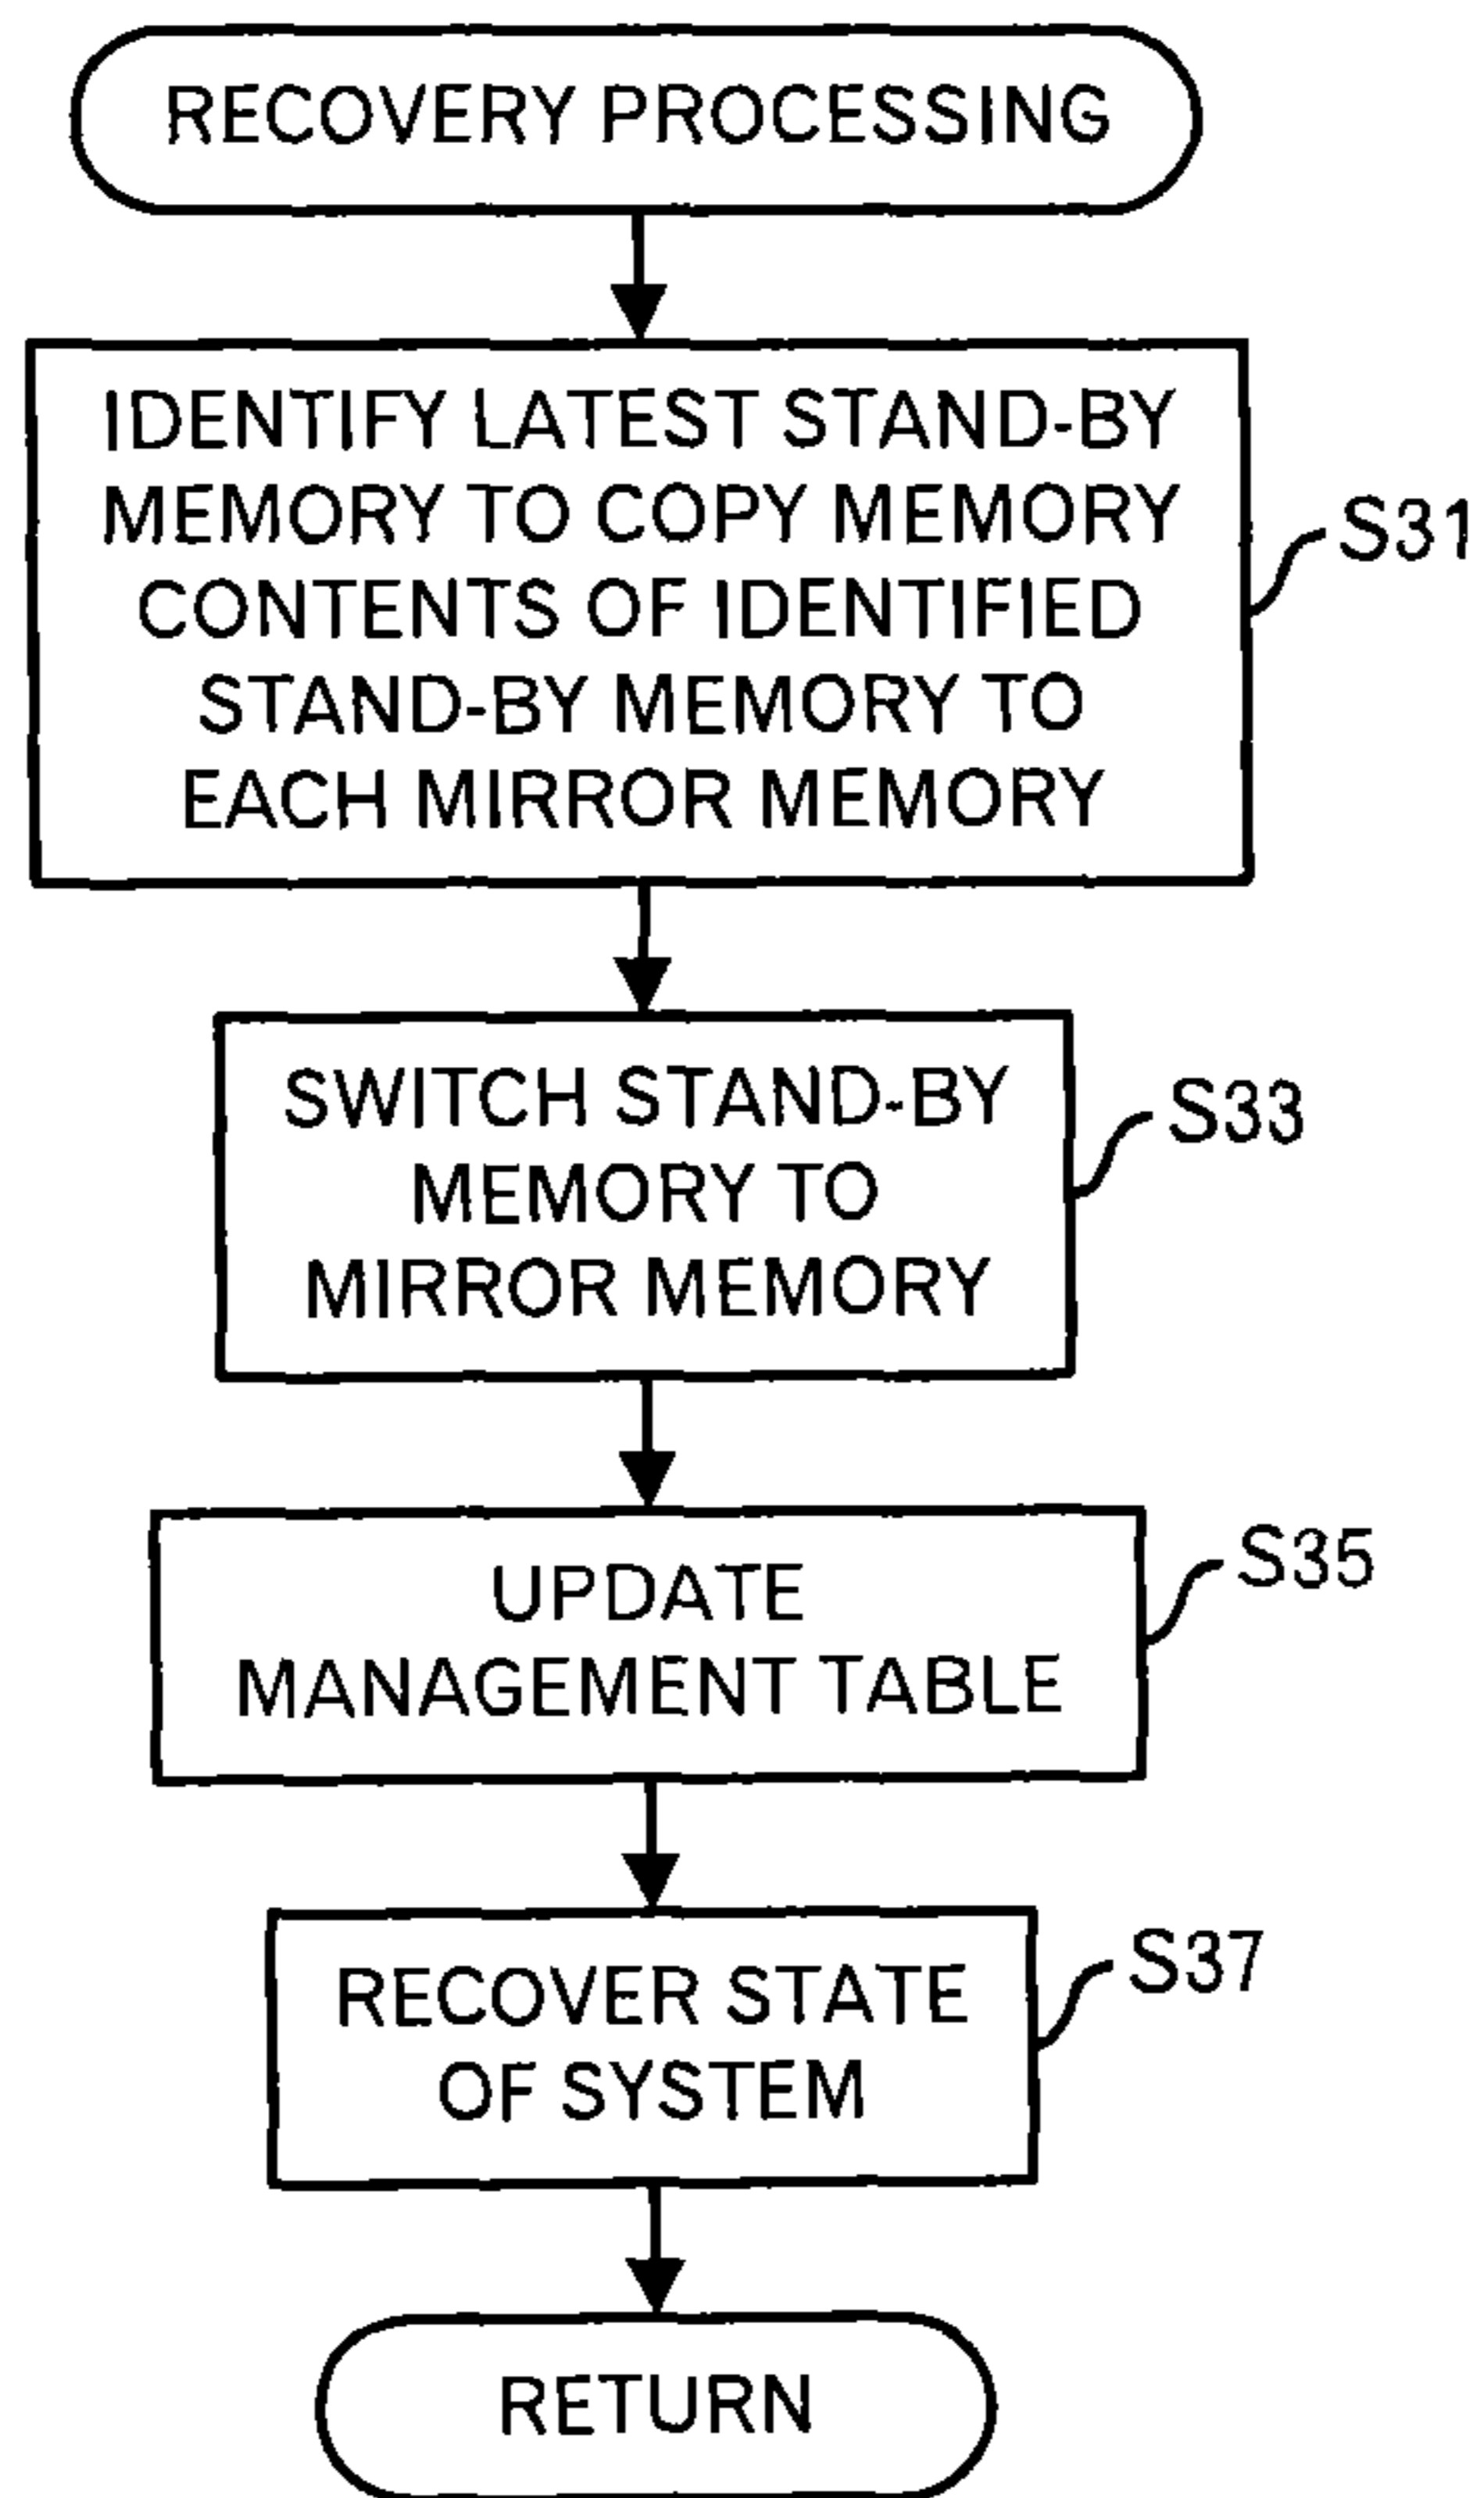 RECOVERY PROCESSING
IDENTIFY LATEST STAND-BY
MEMORY TO COPY MEMORY
CONTENTS OF IDENTIFIED
STAND-BY MEMORY TO
EACH MIRROR MEMORY
S31
SWITCH STAND-BY
MEMORY TO
MIRROR MEMORY
S33
UPDATE
MANAGEMENT TABLE
S35
RECOVER STATE
OF SYSTEM
S37
RETURN